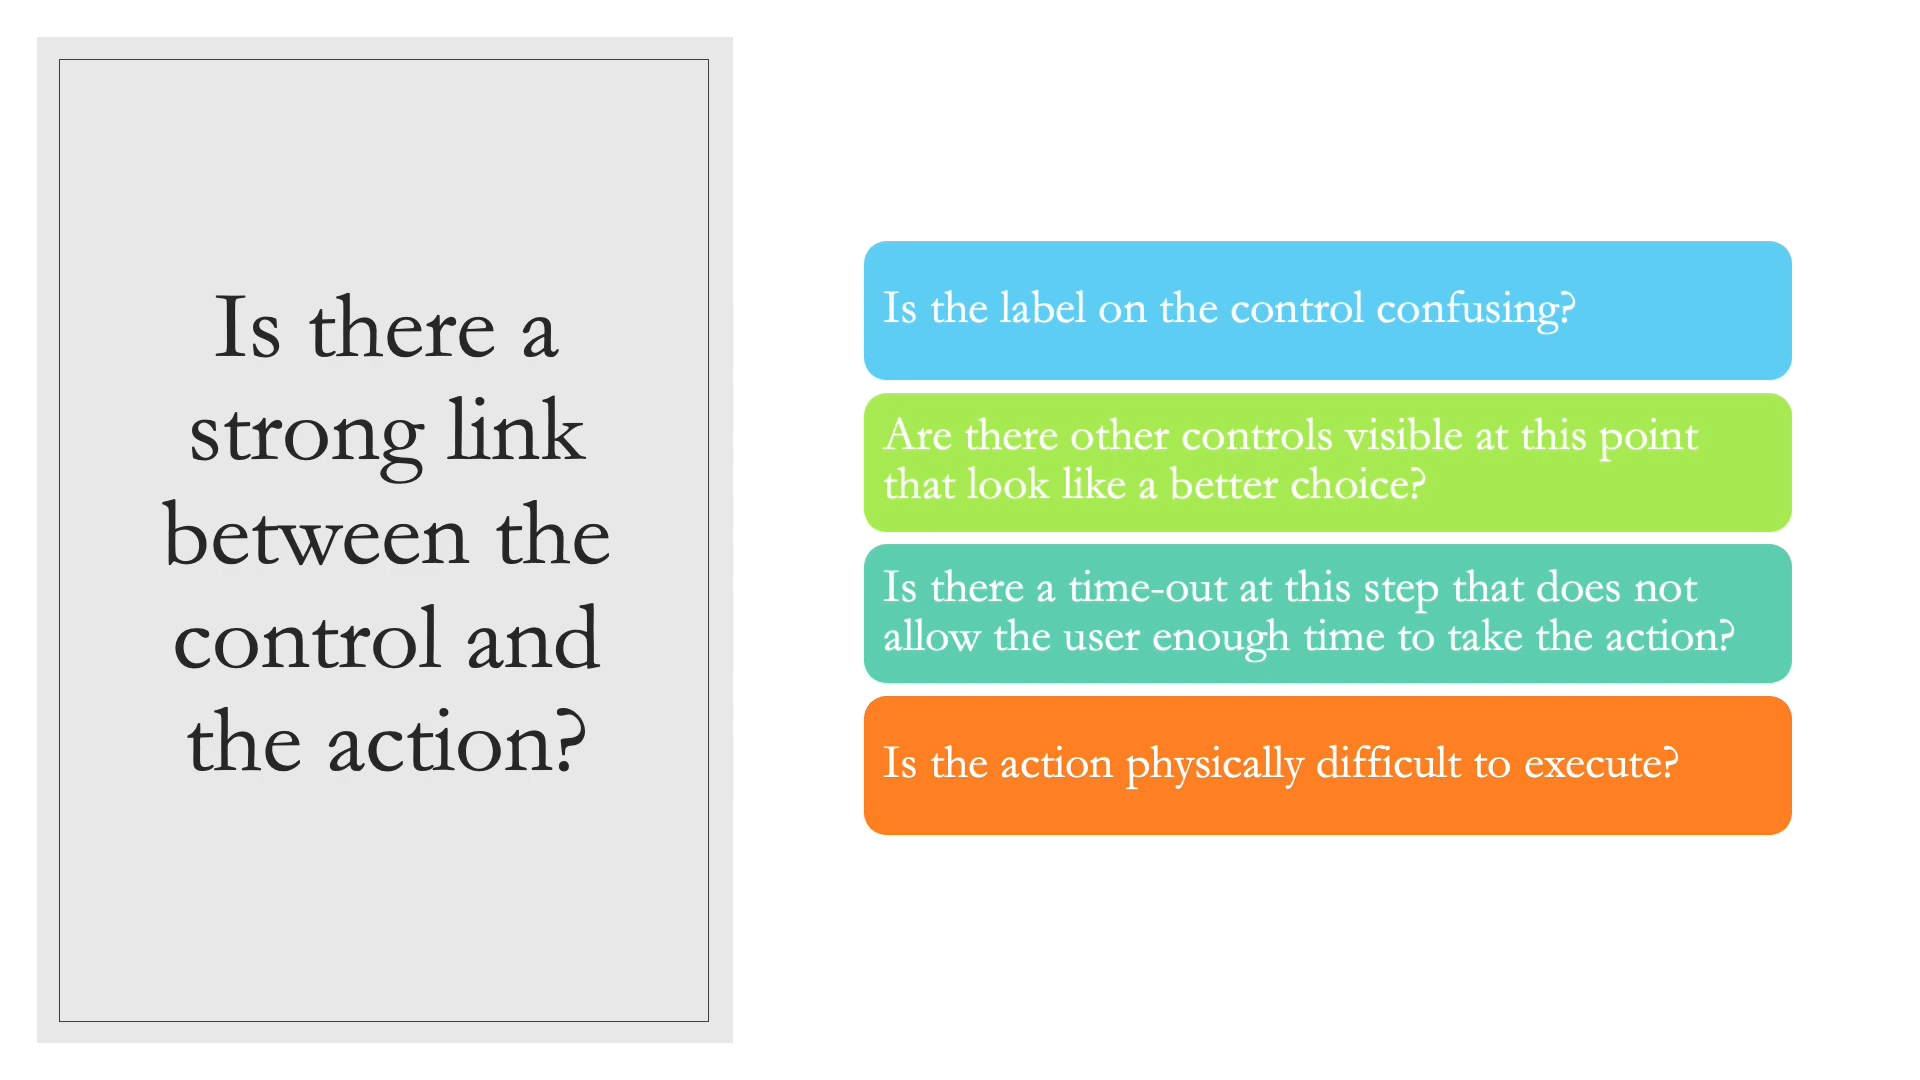 Is there a
strong link
between the
control and
the action?
Is the label on the control confusing?
Are there other controls visible at this point
that look like a better choice?
Is there a time-out at this step that does not
allow the user enough time to take the action?
Is the action physically difficult to execute?